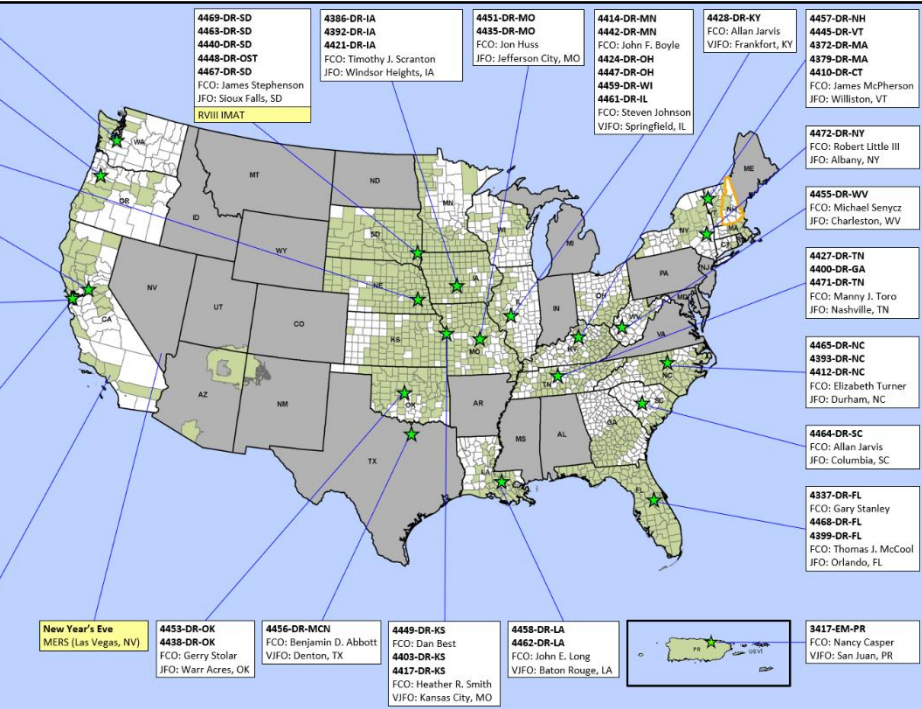 4469-DR-SD
4463-DR-SD
4440-DR-SD
4448-DR-OST
4467-DR-SD
FCO: James Stephenson
JFO: Sioux Falls, SD
RVIII IMAT
4386-DR-IA
4392-DR-IA
4421-DR-IA
FCO: Timothy J. Scranton
JFO: Windsor Heights, IA
4451-DR-MO
4435-DR-MO
FCO: Jon Huss
JFO: Jefferson City, MO
4414-DR-MN
4442-DR-MN
FCO: John F. Boyle
4424-DR-OH
4447-DR-OH
4459-DR-WI
4461-DR-IL
FCO: Steven Johnson
VJFO: Springfield, IL
4428-DR-KY
FCO: Allan Jarvis
VJFO: Frankfort, KY
4457-DR-NH
4445-DR-VT
4372-DR-MA
4379-DR-MA
4410-DR-CT
FCO: James McPherson
JFO: Williston, VT
4472-DR-NY
FCO: Robert Little III
JFO: Albany, NY
4455-DR-WV
FCO: Michael Senycz
JFO: Charleston, WV
4427-DR-TN
4400-DR-GA
4471-DR-TN
FCO: Manny J. Toro
JFO: Nashville, TN
4465-DR-NC
4393-DR-NC
4412-DR-NC
FCO: Elizabeth Turner
JFO: Durham, NC
4464-DR-SC
FCO: Allan Jarvis
JFO: Columbia, SC
4337-DR-FL
FCO: Gary Stanley
4468-DR-FL
4399-DR-FL
FCO: Thomas J. McCool
JFO: Orlando, FL
WA
MT
ND
MN
ME
OR
ID
SD
WI
VT
NH
NY
MA
CT
WY
MI
IA
NE
PA
NJ
NV
UT
CO
IL
IN
OH
MD
WV
VA
CA
KS
MO
KY
AZ
NM
OK
AR
TN
NC
SC
TX
LA
MS
AL
GA
FL
New Year's Eve
MERS (Las Vegas, NV)
4453-DR-OK
4438-DR-OK
FCO: Gerry Stolar
JFO: Warr Acres, OK
4456-DR-MCN
FCO: Benjamin D. Abbott
VJFO: Denton, TX
4449-DR-KS
FCO: Dan Best
4403-DR-KS
4417-DR-KS
FCO: Heather R. Smith
VJFO: Kansas City, MO
4458-DR-LA
4462-DR-LA
FCO: John E. Long
VJFO: Baton Rouge, LA
PR
USVI
3417-EM-PR
FCO: Nancy Casper
VJFO: San Juan, PR